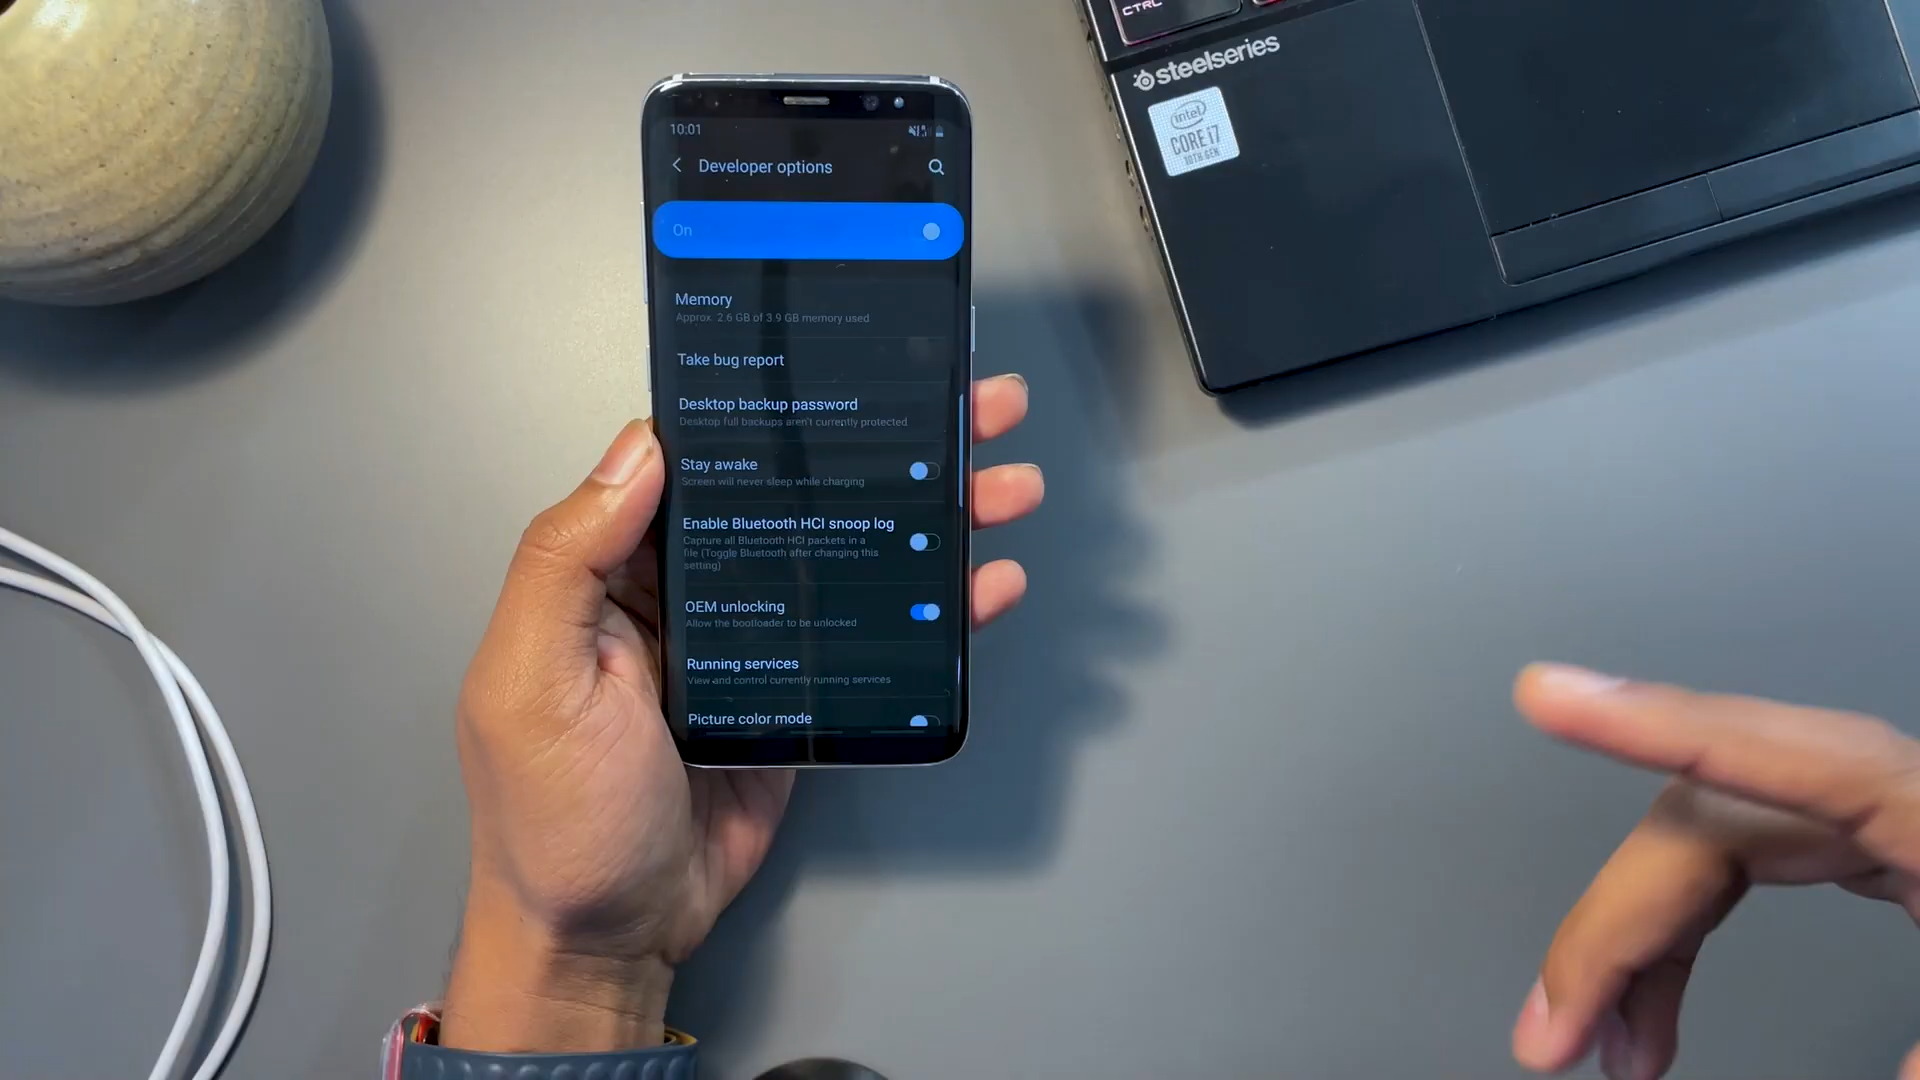 CTRL
steelseries
intel
CORE i7
10TH GEN
10:01
Developer options
On
Memory
Approx. 2.6 GB of 3.9 GB memory used
Take bug report
Desktop backup password
Desktop full backups aren't currently protected
Stay awake
Screen will never sleep while charging
Enable Bluetooth HCI snoop log
Capture all Bluetooth HCI packets in a
file (Toggle Bluetooth after changing this
setting)
OEM unlocking
Allow the bootloader to be unlocked
Running services
View and control currently running services
Picture color mode